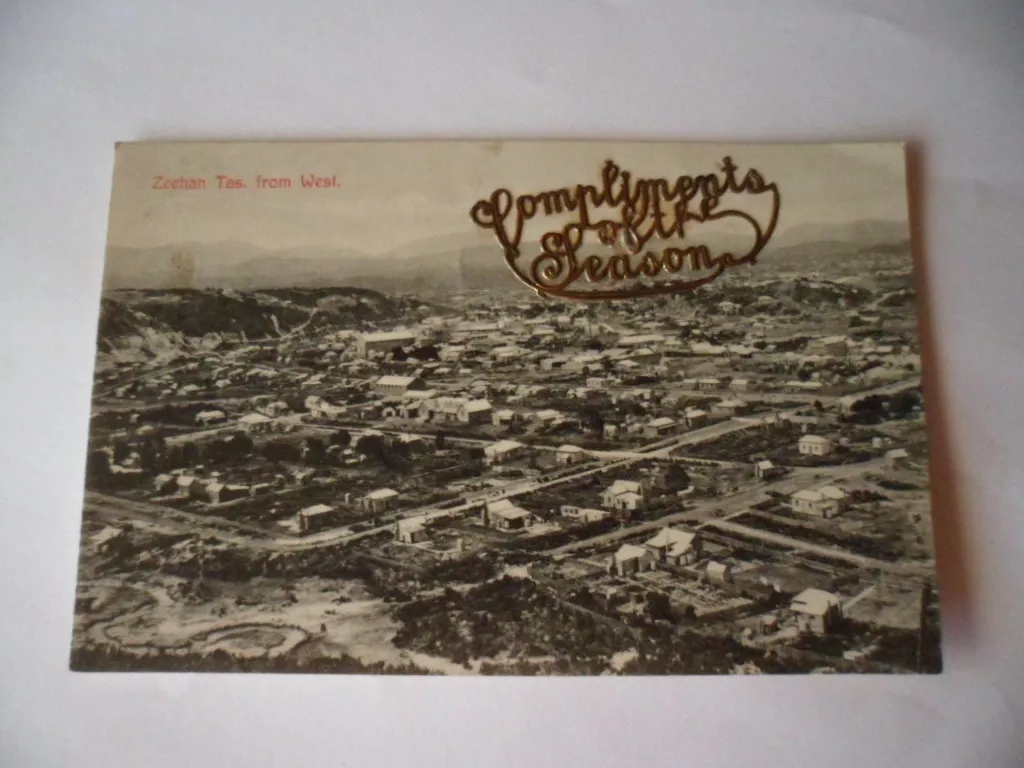 Zeehan Tas. from West.
Compliments
of the
Season